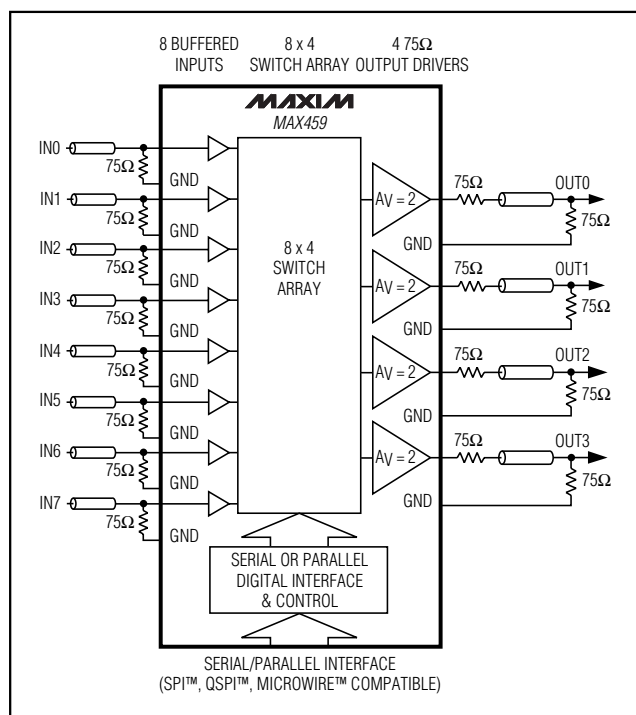 8 BUFFERED INPUTS
8 x 4 SWITCH ARRAY
4 75Ω OUTPUT DRIVERS
MAXIM
MAX459
IN0
75Ω
GND
IN1
75Ω
GND
IN2
75Ω
GND
IN3
75Ω
GND
IN4
75Ω
GND
IN5
75Ω
GND
IN6
75Ω
GND
IN7
75Ω
GND
8 x 4
SWITCH
ARRAY
AV = 2
75Ω
OUT0
75Ω
GND
AV = 2
75Ω
OUT1
75Ω
GND
AV = 2
75Ω
OUT2
75Ω
GND
AV = 2
75Ω
OUT3
75Ω
GND
SERIAL OR PARALLEL
DIGITAL INTERFACE
& CONTROL
SERIAL/PARALLEL INTERFACE
(SPI™, QSPI™, MICROWIRE™ COMPATIBLE)